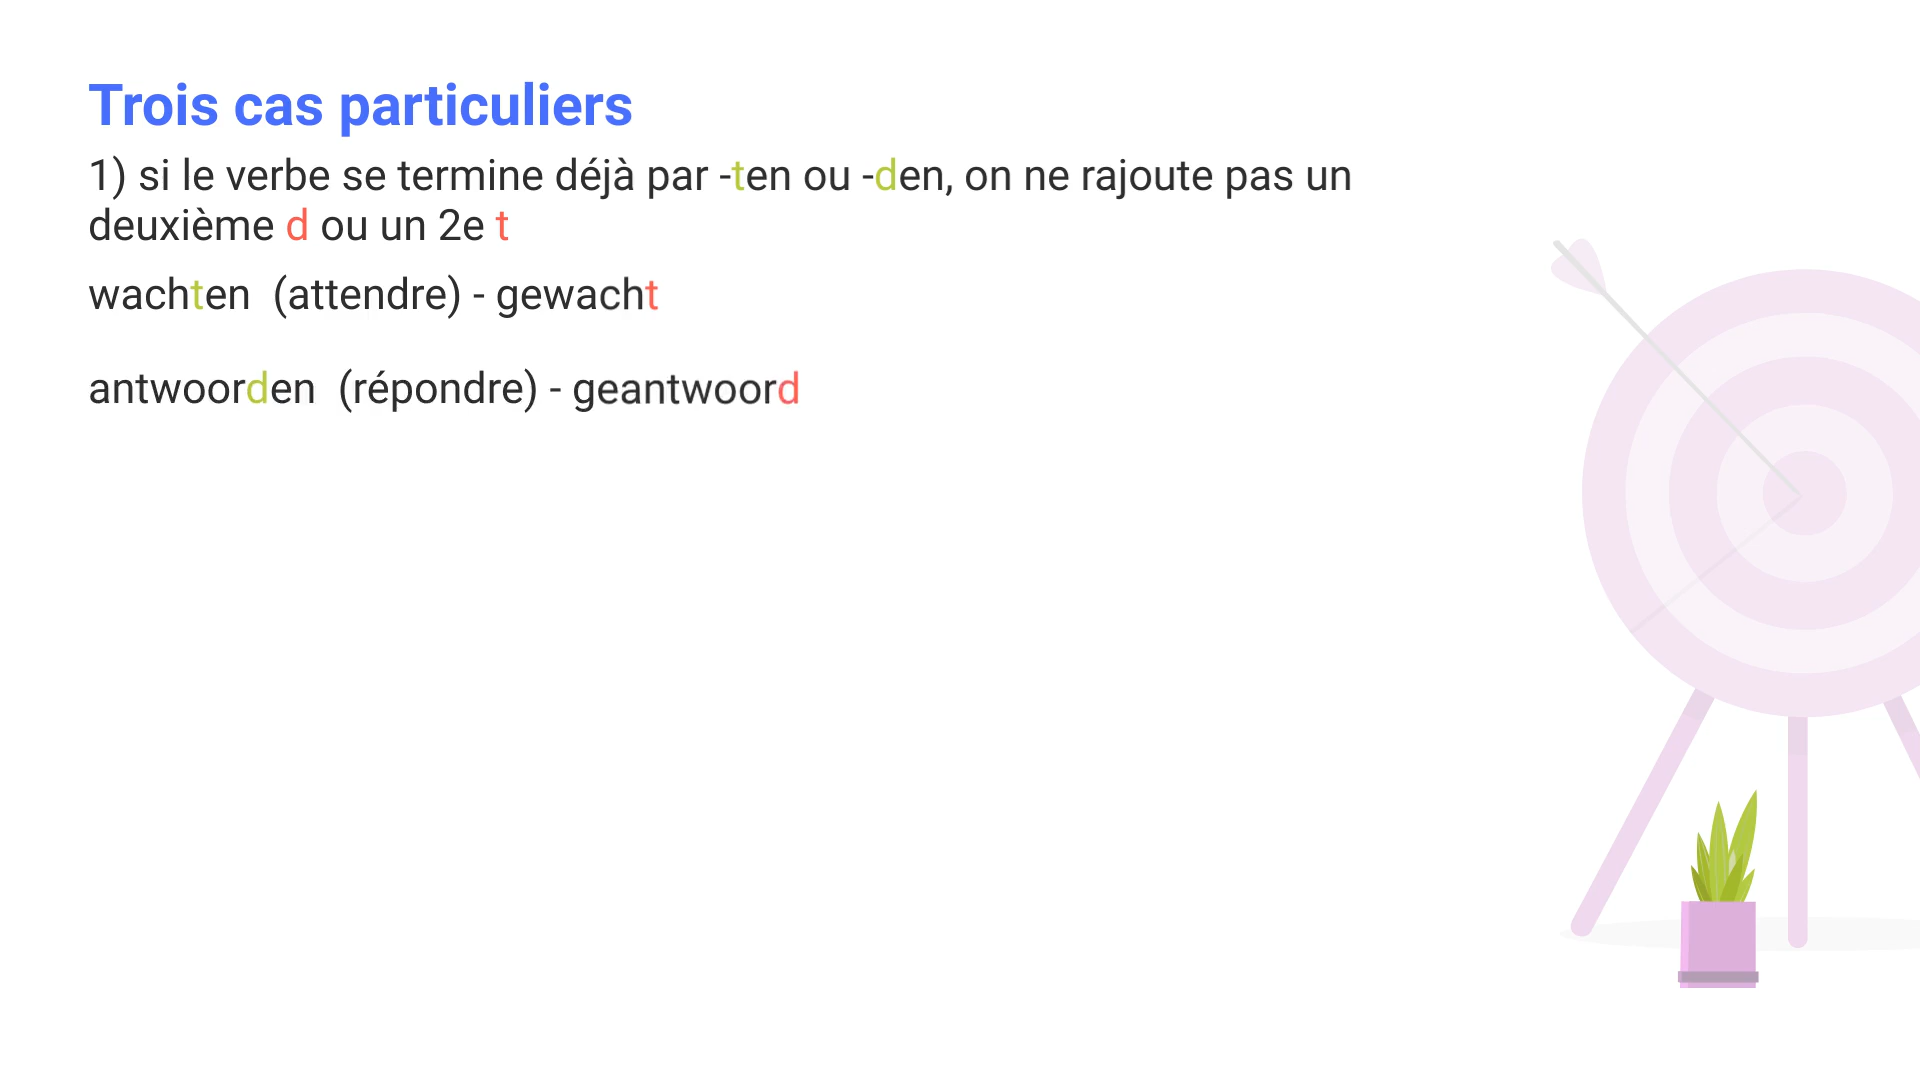 Trois cas particuliers
1) si le verbe se termine déjà par -ten ou -den, on ne rajoute pas un
deuxième d ou un 2e t
wachten (attendre) - gewacht
antwoorden (répondre) - geantwoord